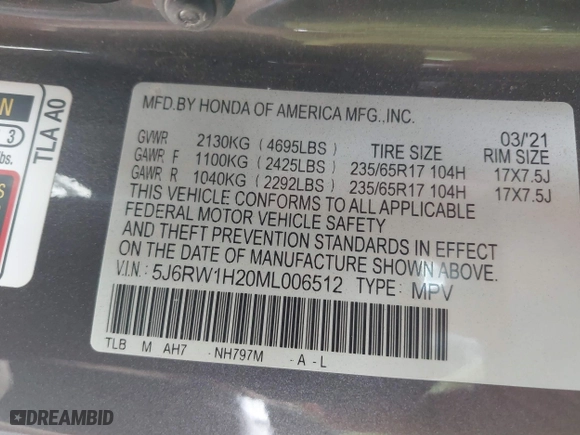 MFD. BY HONDA OF AMERICA MFG., INC.
03/'21
GVWR 2130KG (4695LBS) TIRE SIZE RIM SIZE
GAWR F 1100KG (2425LBS) 235/65R17 104H 17X7.5J
GAWR R 1040KG (2292LBS) 235/65R17 104H 17X7.5J
THIS VEHICLE CONFORMS TO ALL APPLICABLE
FEDERAL MOTOR VEHICLE SAFETY
AND THEFT PREVENTION STANDARDS IN EFFECT
ON THE DATE OF MANUFACTURE SHOWN ABOVE.
V.I.N.: 5J6RW1H20ML006512 TYPE: MPV
TLB M AH7 -NH797M -A-L
TLA A0
3
lbs.
DREAMBID